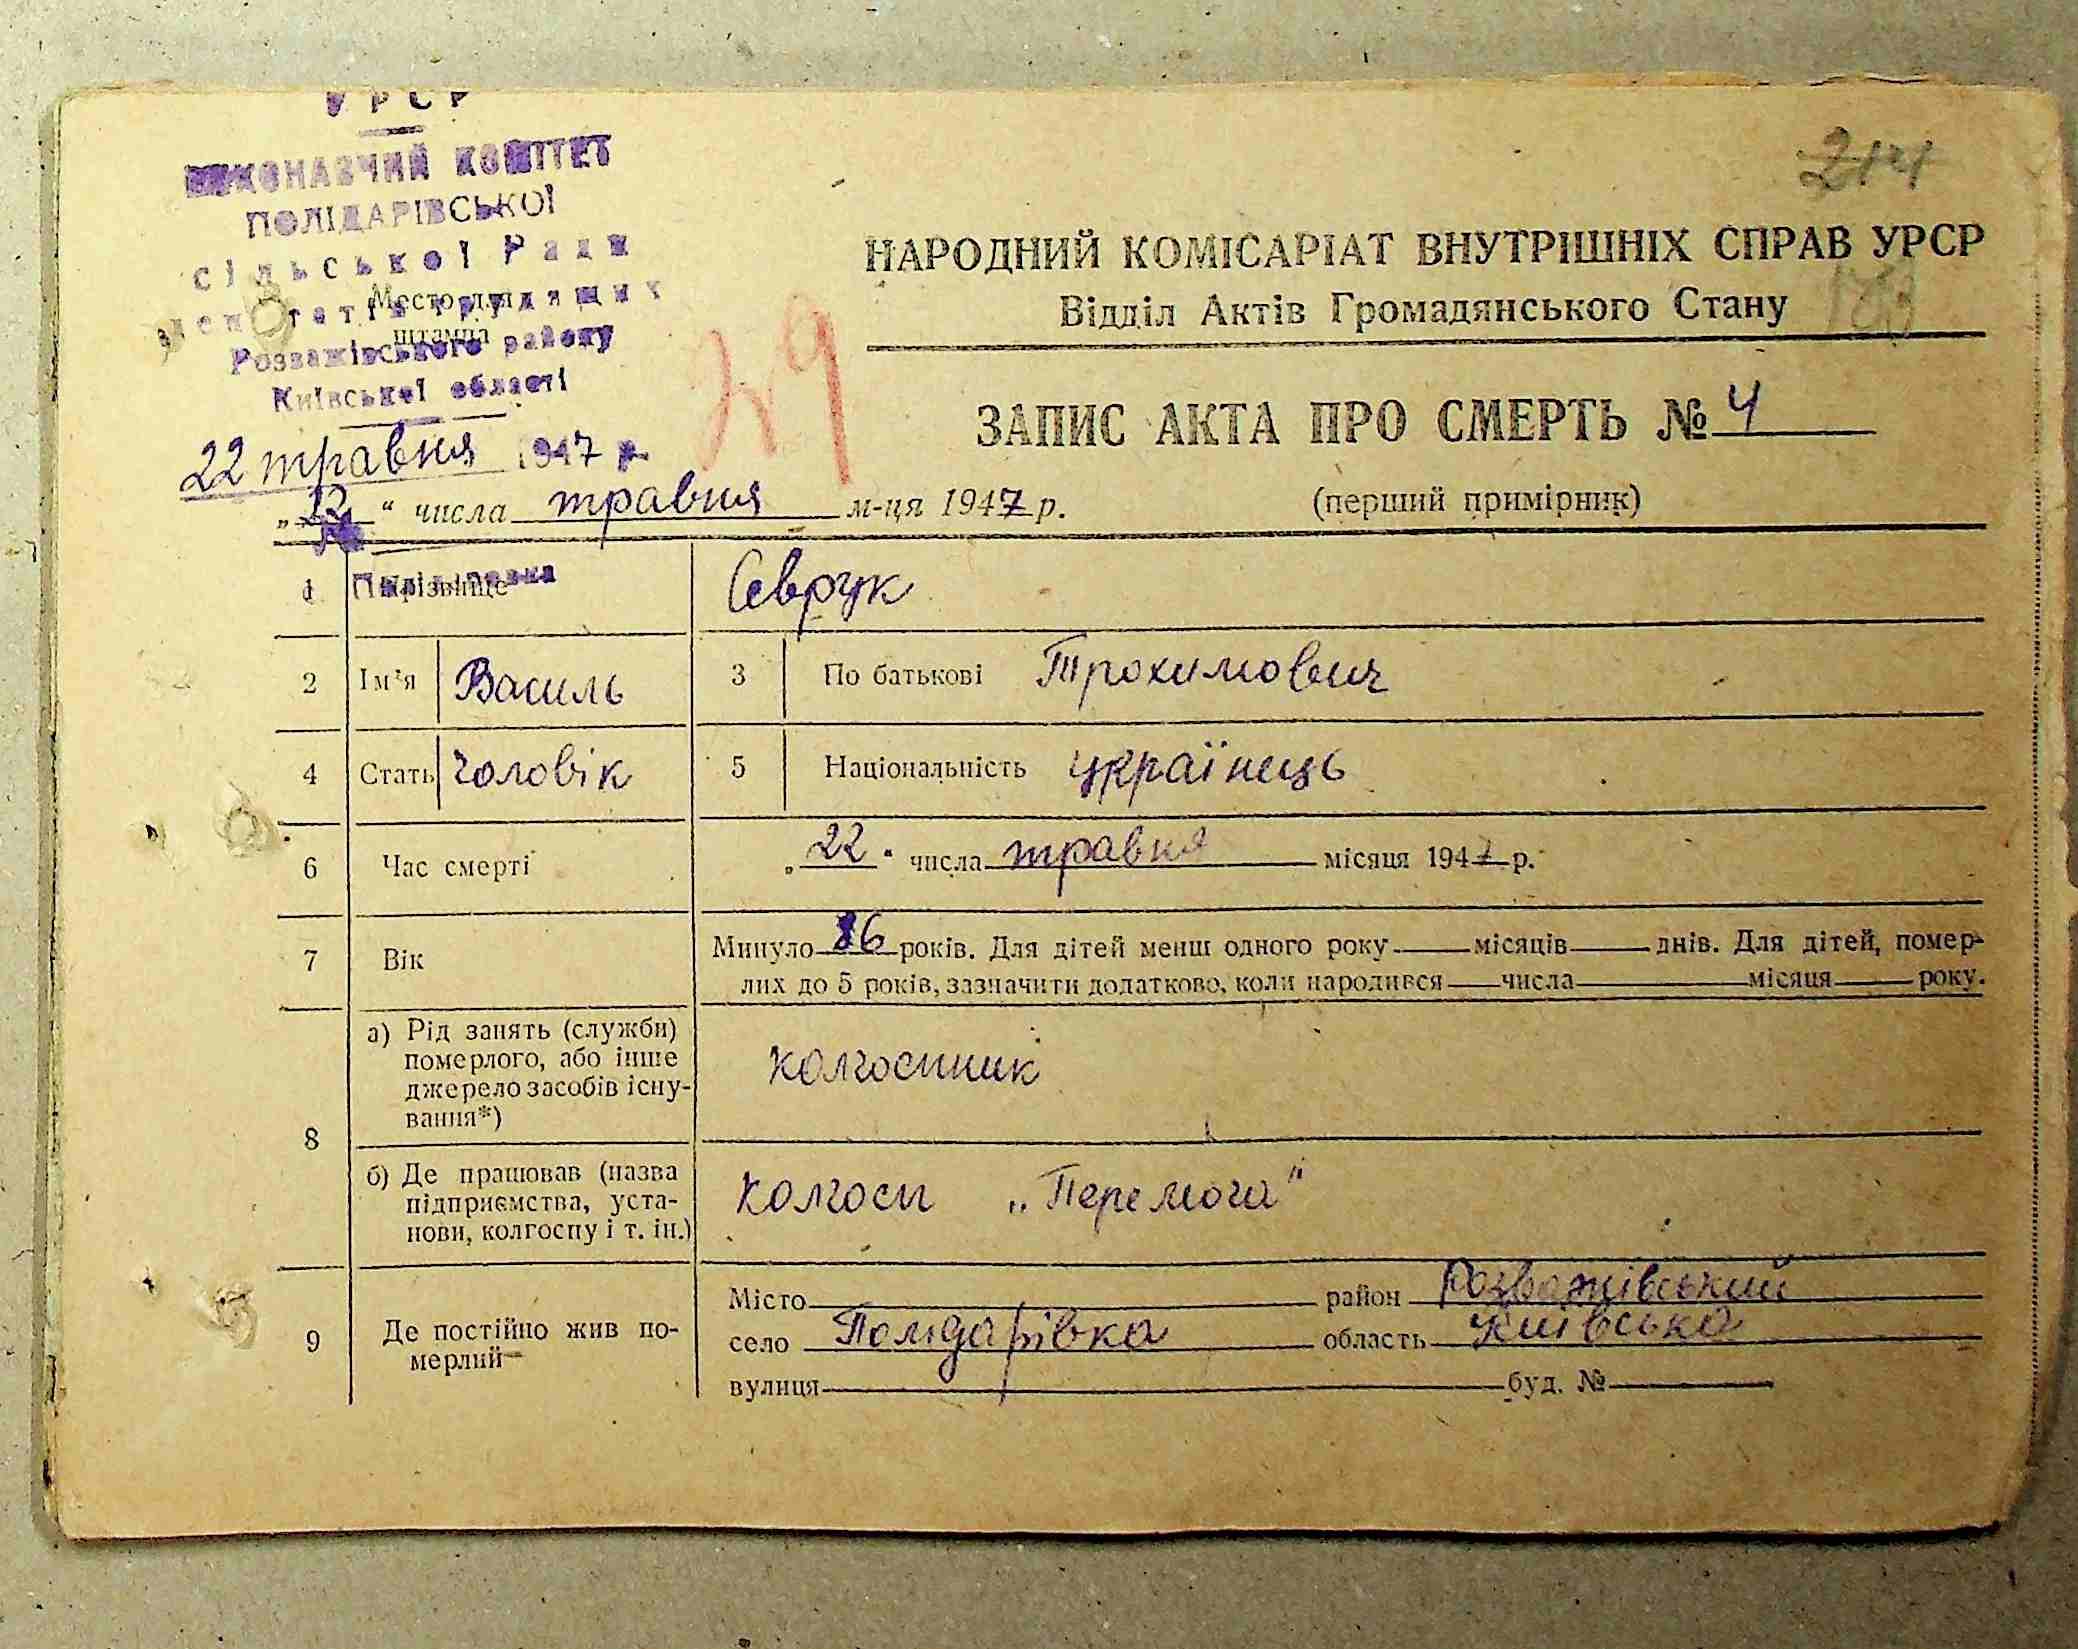 УРСР
ВИКОНАВЧИЙ КОМІТЕТ
ПОЛІДАРІВСЬКОЇ
сільської Ради
депутатів трудящих
Место для
штампа
Розважівського району
Київської області
22 травня 1947 р.
214
НАРОДНИЙ КОМІСАРІАТ ВНУТРІШНІХ СПРАВ УРСР
Відділ Актів Громадянського Стану
29
ЗАПИС АКТА ПРО СМЕРТЬ № 4
(перший примірник)
„22“ числа травня м-ця 1947 р.
1 Прізвище Севрук
2 Ім'я Василь 3 По батькові Трохимович
4 Стать чоловік 5 Національність українець
6 Час смерті „22“ числа травня місяця 1947 р.
7 Вік Минуло 86 років. Для дітей менш одного року місяців днів. Для дітей, помер-
лих до 5 років, зазначити додатково, коли народився числа місяця року.
8 а) Рід занять (служби)
померлого, або інше
джерело засобів існу-
вання*)
колгоспник
б) Де працював (назва
підприємства, уста-
нови, колгоспу і т. ін.)
колгосп „Перемога“
9 Де постійно жив по-
мерлий
Місто район Розважівський
село Полідарівка область Київська
вулиця буд. №